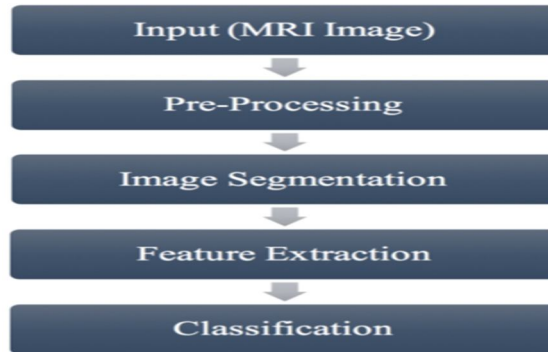 Input (MRI Image)
Pre-Processing
Image Segmentation
Feature Extraction
Classification